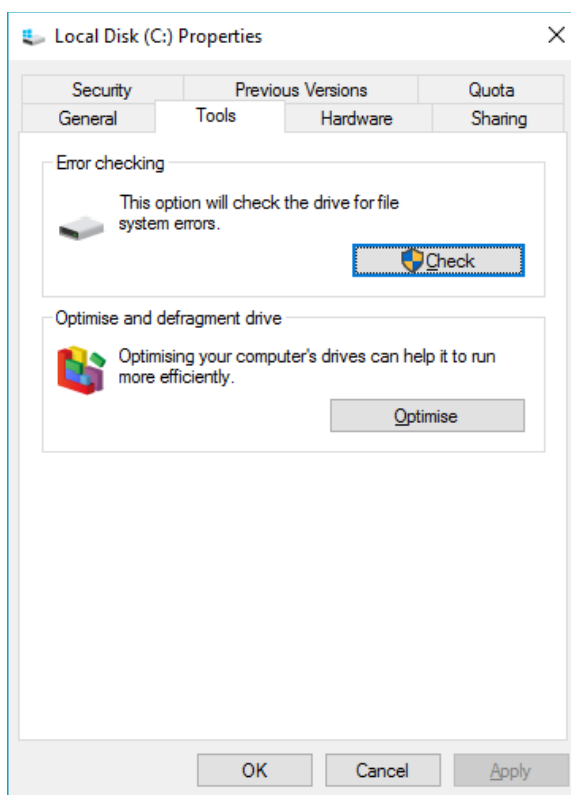 Local Disk (C:) Properties
Security Previous Versions Quota
General Tools Hardware Sharing
Error checking
This option will check the drive for file
system errors.
Check
Optimise and defragment drive
Optimising your computer's drives can help it to run
more efficiently.
Optimise
OK Cancel Apply